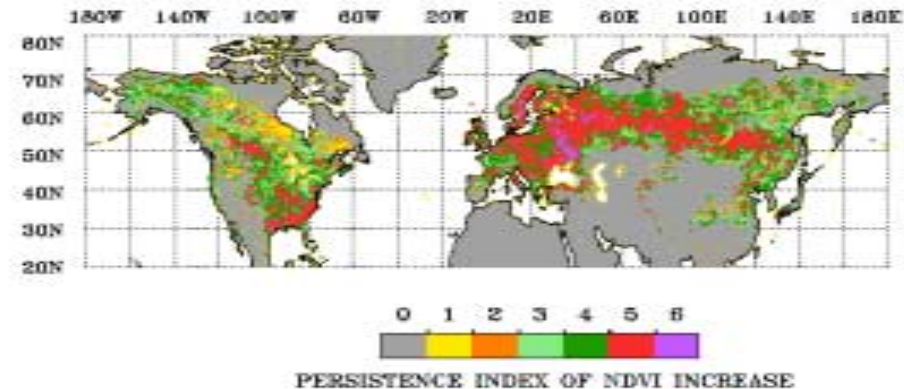 180W 140W 100W 60W 20W 20E 60E 100E 140E 180E
80N
70N
60N
50N
40N
30N
20N
0 1 2 3 4 5 6
PERSISTENCE INDEX OF NDVI INCREASE